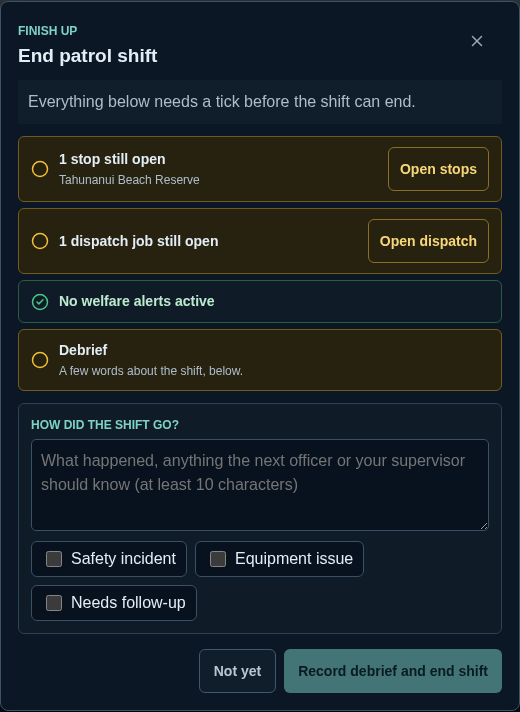 FINISH UP
End patrol shift
Everything below needs a tick before the shift can end.
1 stop still open
Tahunanui Beach Reserve
Open stops
1 dispatch job still open
Open dispatch
No welfare alerts active
Debrief
A few words about the shift, below.
HOW DID THE SHIFT GO?
What happened, anything the next officer or your supervisor
should know (at least 10 characters)
Safety incident
Equipment issue
Needs follow-up
Not yet
Record debrief and end shift